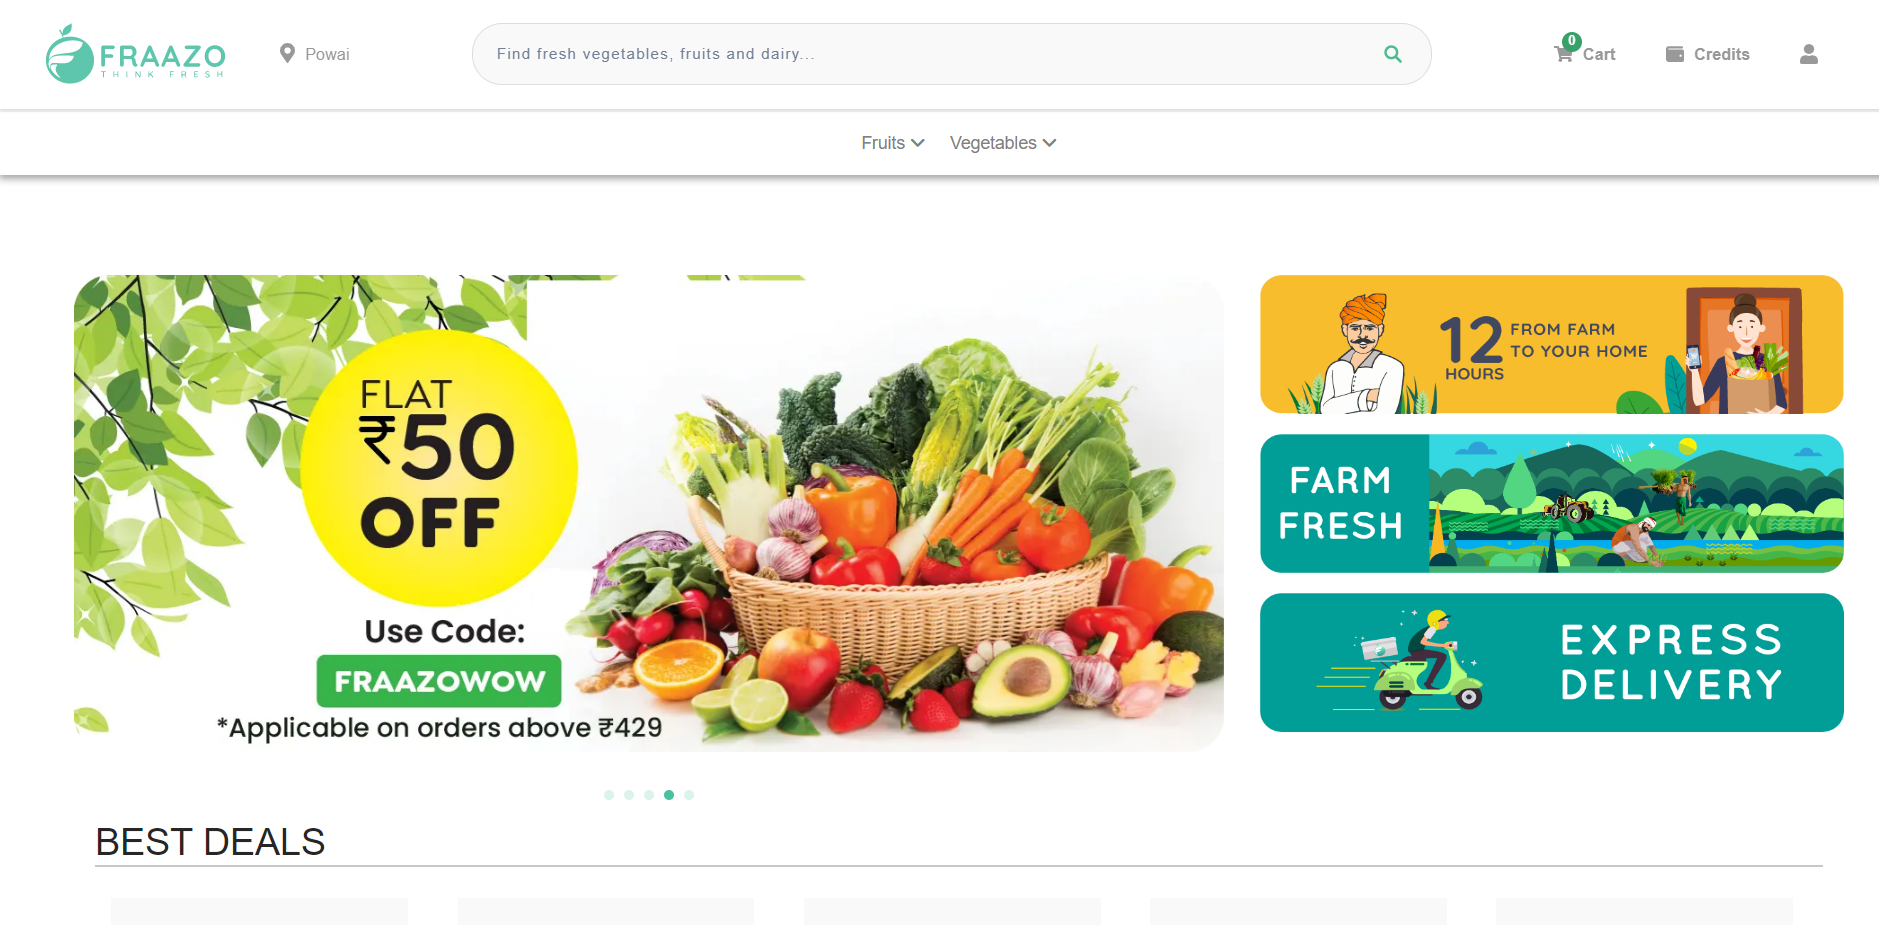 FRAAZO
THINK FRESH
Powai
Find fresh vegetables, fruits and dairy...
0
Cart
Credits
Fruits
Vegetables
FLAT
₹50
OFF
Use Code:
FRAAZOWOW
*Applicable on orders above ₹429
12 FROM FARM
TO YOUR HOME
HOURS
FARM
FRESH
EXPRESS
DELIVERY
BEST DEALS